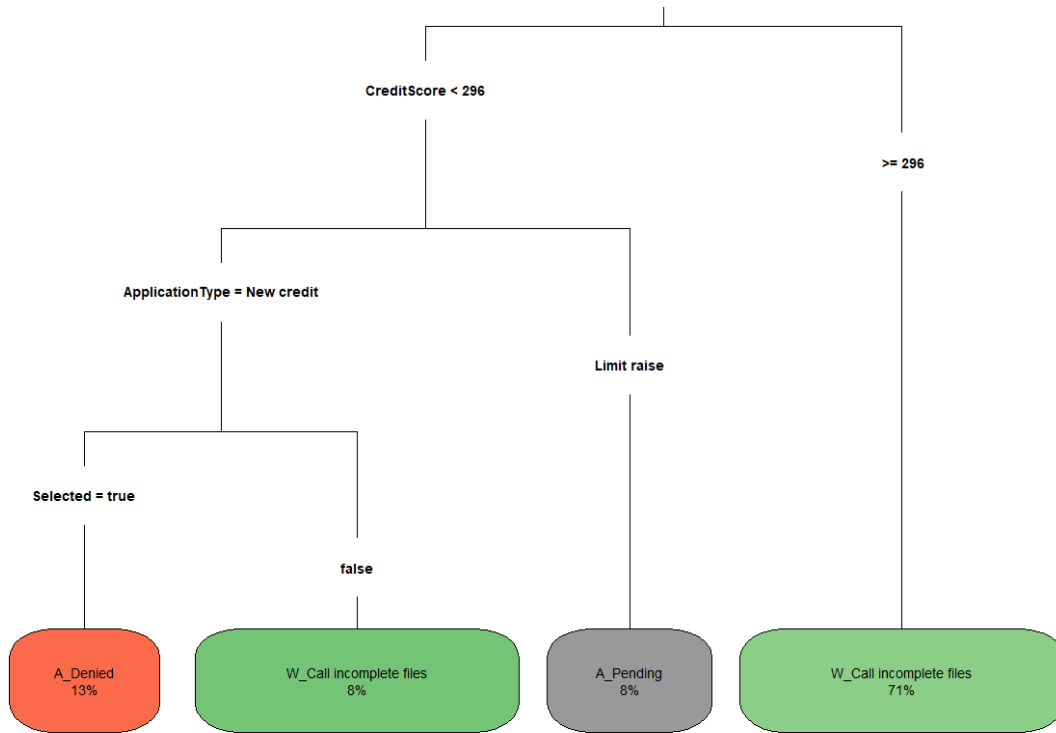 CreditScore < 296
>= 296
ApplicationType = New credit
Limit raise
Selected = true
false
A_Denied
13%
W_Call incomplete files
8%
A_Pending
8%
W_Call incomplete files
71%